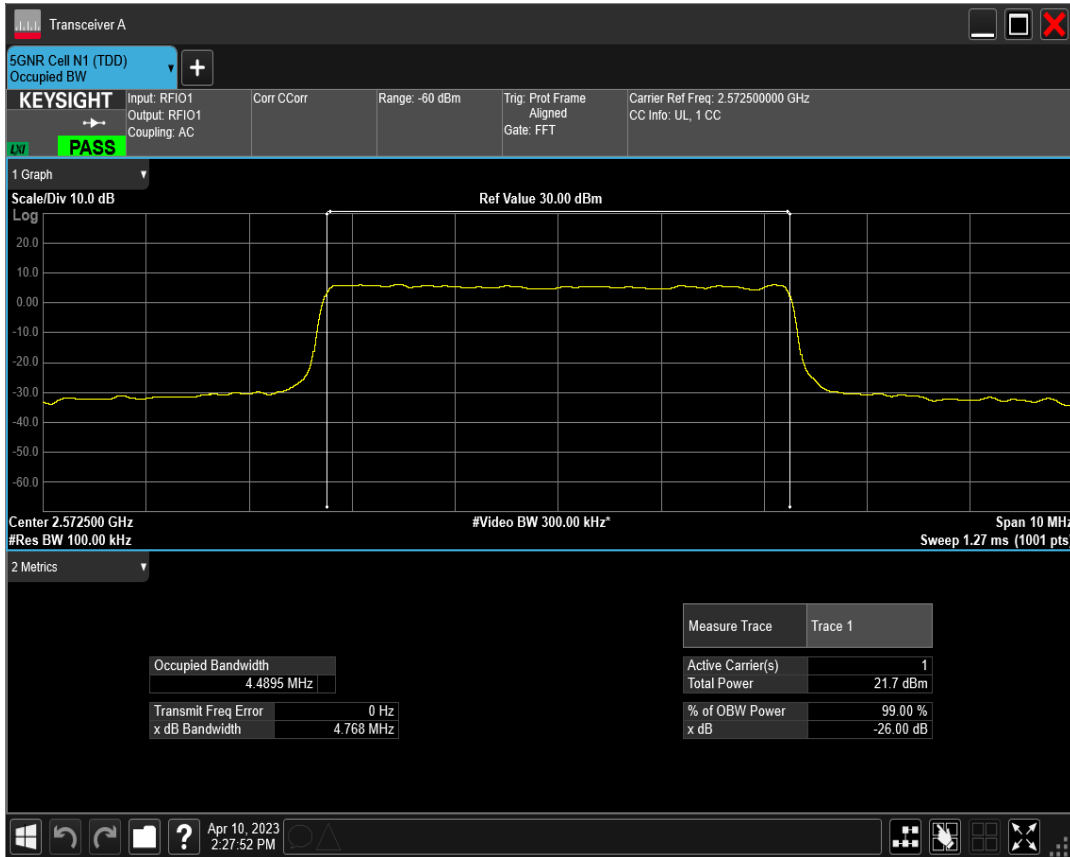 Transceiver A
5GNR Cell N1 (TDD)
Occupied BW
KEYSIGHT
LXI
PASS
Input: RFIO1
Output: RFIO1
Coupling: AC
Corr CCorr
Range: -60 dBm
Trig: Prot Frame
Aligned
Gate: FFT
Carrier Ref Freq: 2.572500000 GHz
CC Info: UL, 1 CC
1 Graph
Scale/Div 10.0 dB
Ref Value 30.00 dBm
Log
20.0
10.0
0.00
-10.0
-20.0
-30.0
-40.0
-50.0
-60.0
Center 2.572500 GHz
#Video BW 300.00 kHz*
Span 10 MHz
#Res BW 100.00 kHz
Sweep 1.27 ms (1001 pts)
2 Metrics
Measure Trace Trace 1
Occupied Bandwidth
4.4895 MHz
Active Carrier(s) 1
Total Power 21.7 dBm
Transmit Freq Error 0 Hz
x dB Bandwidth 4.768 MHz
% of OBW Power 99.00 %
x dB -26.00 dB
Apr 10, 2023
2:27:52 PM